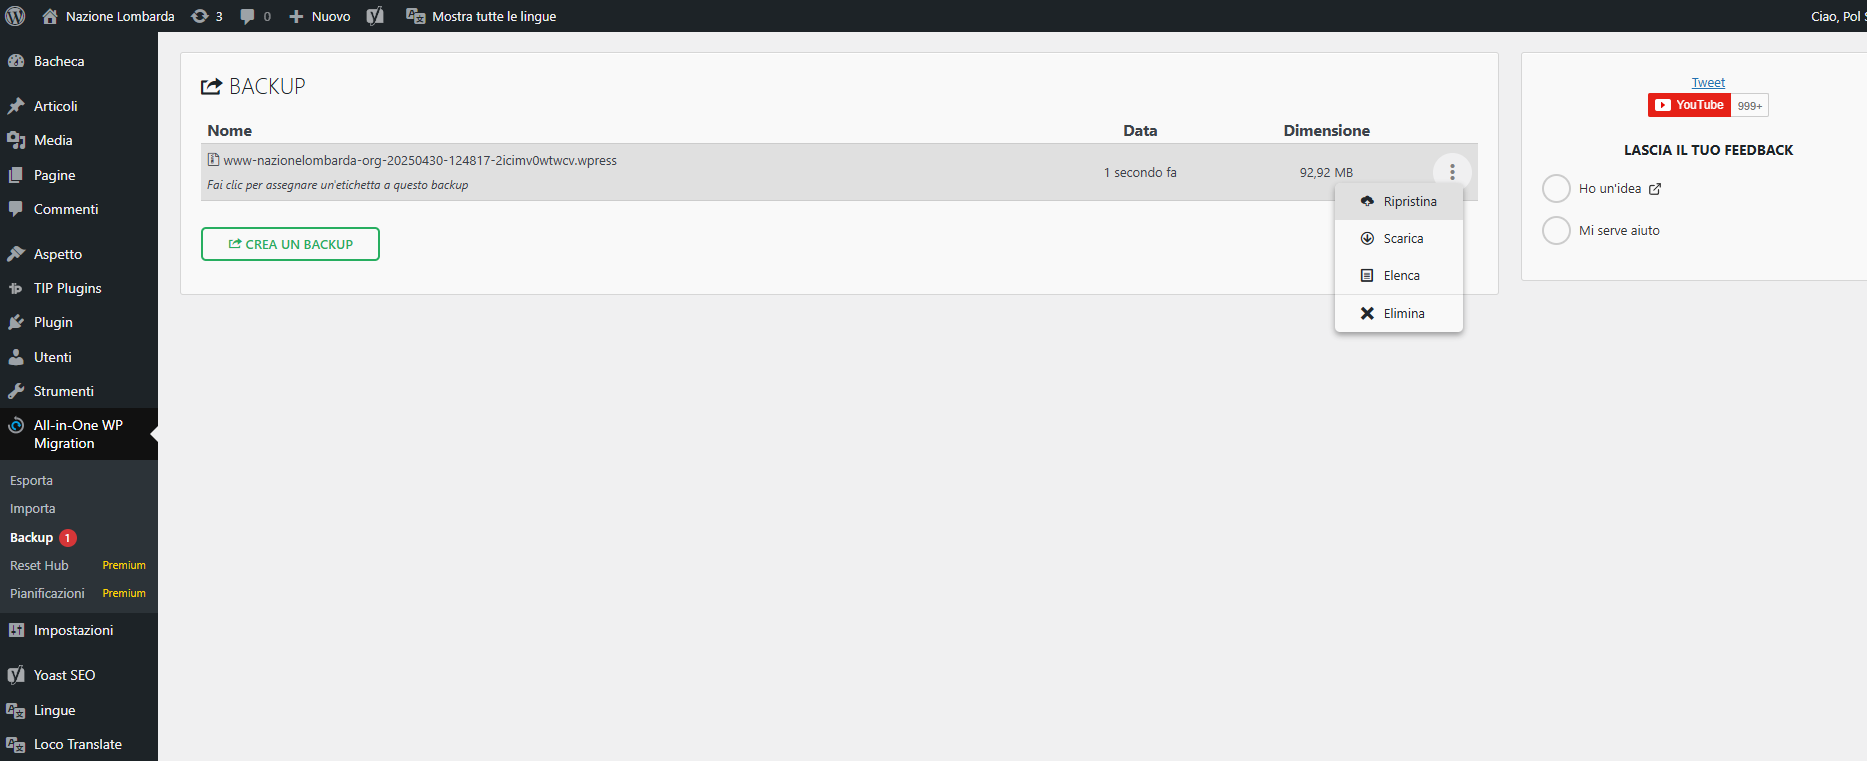 Nazione Lombarda
3
0
Nuovo
Mostra tutte le lingue
Ciao, Pol
Bacheca
Articoli
Media
Pagine
Commenti
Aspetto
TIP Plugins
Plugin
Utenti
Strumenti
All-in-One WP
Migration
Esporta
Importa
Backup 1
Reset Hub Premium
Pianificazioni Premium
Impostazioni
Yoast SEO
Lingue
Loco Translate
BACKUP
Nome Data Dimensione
www-nazionelombarda-org-20250430-124817-2icimv0wtwcv.wpress
Fai clic per assegnare un'etichetta a questo backup
1 secondo fa
92,92 MB
Ripristina
Scarica
Elenca
Elimina
CREA UN BACKUP
Tweet
YouTube 999+
LASCIA IL TUO FEEDBACK
Ho un'idea
Mi serve aiuto